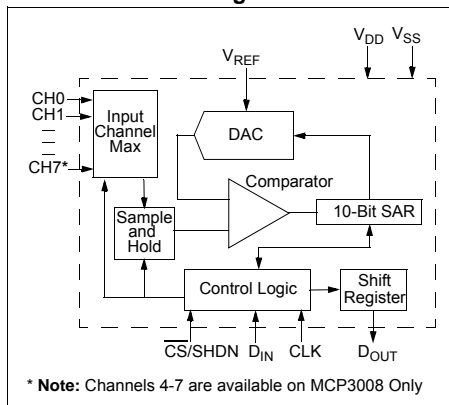 V_DD V_SS
V_REF
CH0
CH1
CH7*
Input
Channel
Max
DAC
Comparator
Sample
and
Hold
10-Bit SAR
Control Logic
Shift
Register
C̅S̅/SHDN D_IN CLK D_OUT
* Note: Channels 4-7 are available on MCP3008 Only